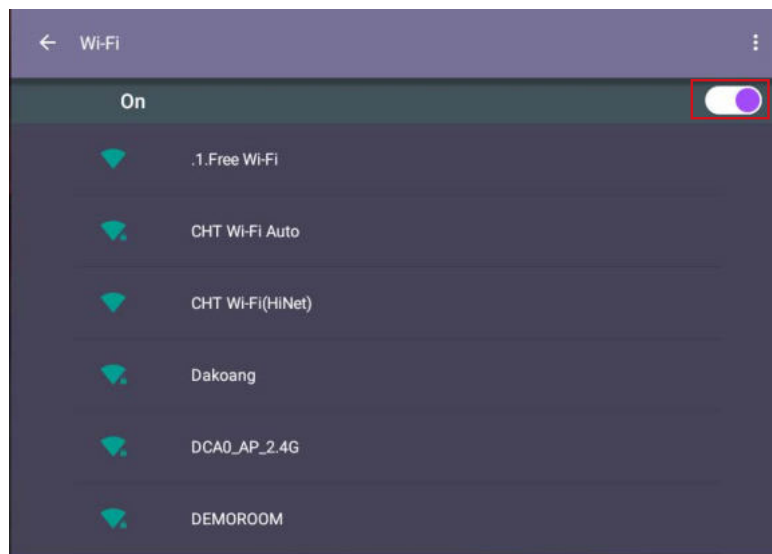 Wi-Fi
On
.1.Free Wi-Fi
CHT Wi-Fi Auto
CHT Wi-Fi(HiNet)
Dakoang
DCA0_AP_2.4G
DEMOROOM